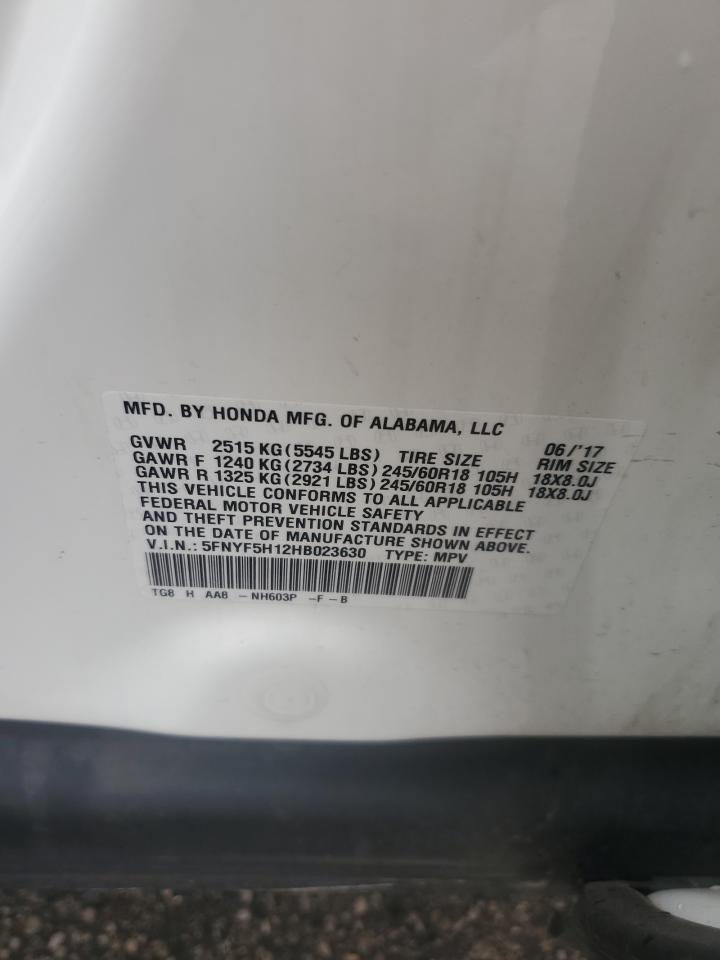 MFD. BY HONDA MFG. OF ALABAMA, LLC
GVWR 2515 KG(5545 LBS) TIRE SIZE 06/'17 RIM SIZE
GAWR F 1240 KG(2734 LBS)245/60R18 105H 18X8.0J
GAWR R 1325 KG(2921 LBS)245/60R18 105H 18X8.0J
THIS VEHICLE CONFORMS TO ALL APPLICABLE
FEDERAL MOTOR VEHICLE SAFETY
AND THEFT PREVENTION STANDARDS IN EFFECT
ON THE DATE OF MANUFACTURE SHOWN ABOVE.
V.I.N.: 5FNYF5H12HB023630 TYPE: MPV
TG8 H AA8 - NH603P -F-B